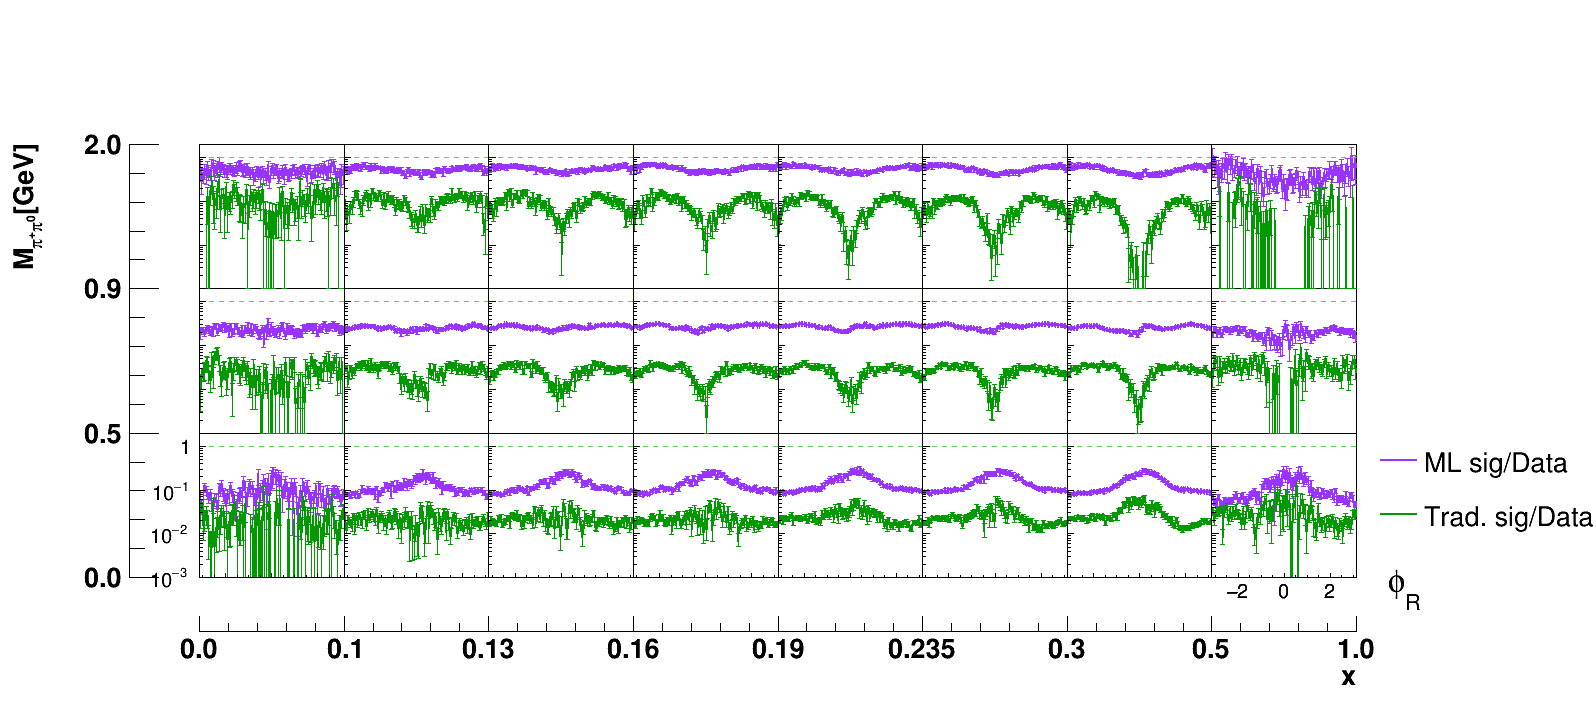 M π⁺π⁰ [GeV]
2.0
0.9
0.5
0.0
1
10⁻¹
10⁻²
10⁻³
ML sig/Data
Trad. sig/Data
−2 0 2
ϕ_R
0.0 0.1 0.13 0.16 0.19 0.235 0.3 0.5 1.0
x